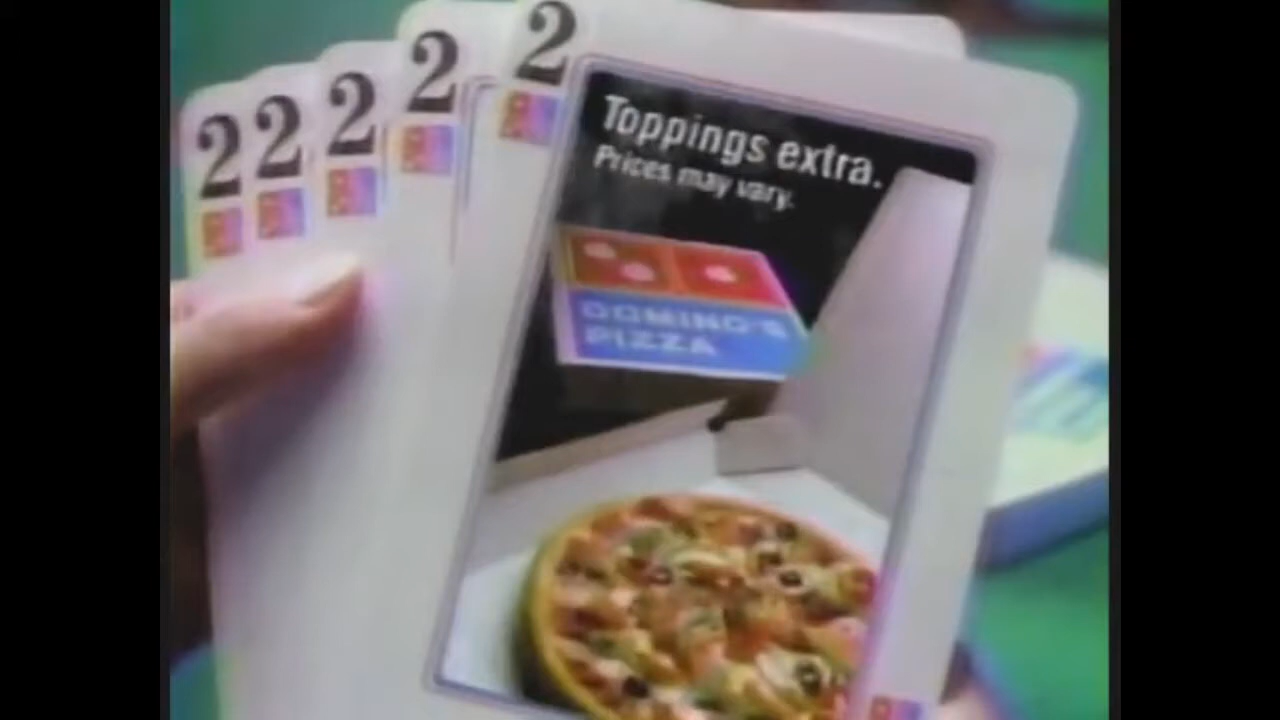 2 2 2 2 2
Toppings extra.
Prices may vary.
DOMINO'S
PIZZA